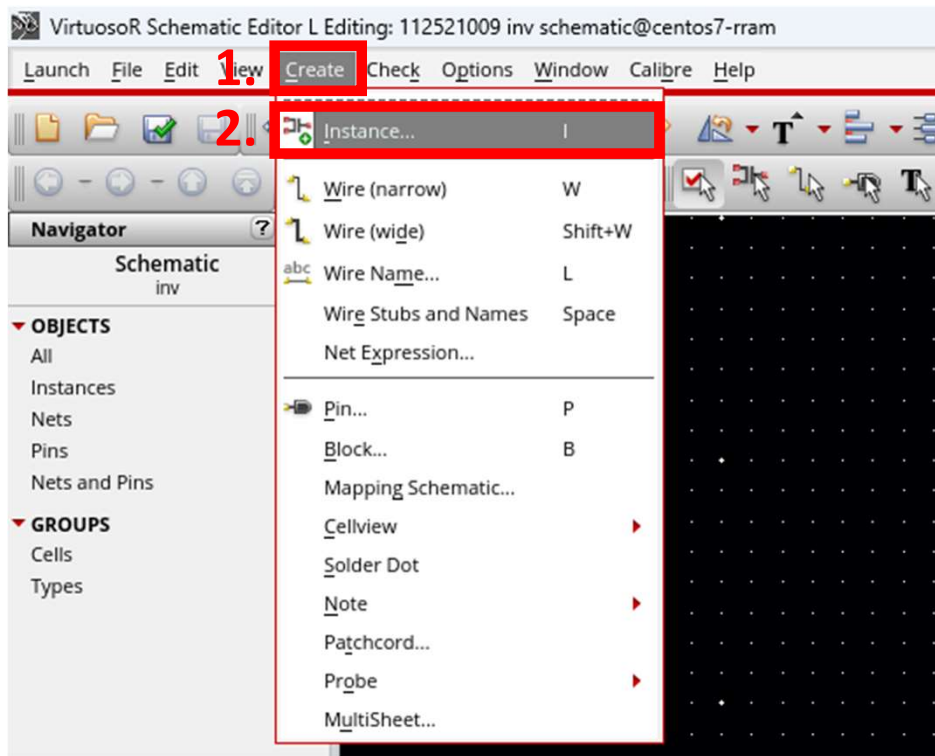 VirtuosoR Schematic Editor L Editing: 112521009 inv schematic@centos7-rram
Launch File Edit View Create Check Options Window Calibre Help
1.
2.
Instance... I
Wire (narrow) W
Wire (wide) Shift+W
abc Wire Name... L
Wire Stubs and Names Space
Net Expression...
Pin... P
Block... B
Mapping Schematic...
Cellview
Solder Dot
Note
Patchcord...
Probe
MultiSheet...
T
T
Navigator ?
Schematic
inv
OBJECTS
All
Instances
Nets
Pins
Nets and Pins
GROUPS
Cells
Types